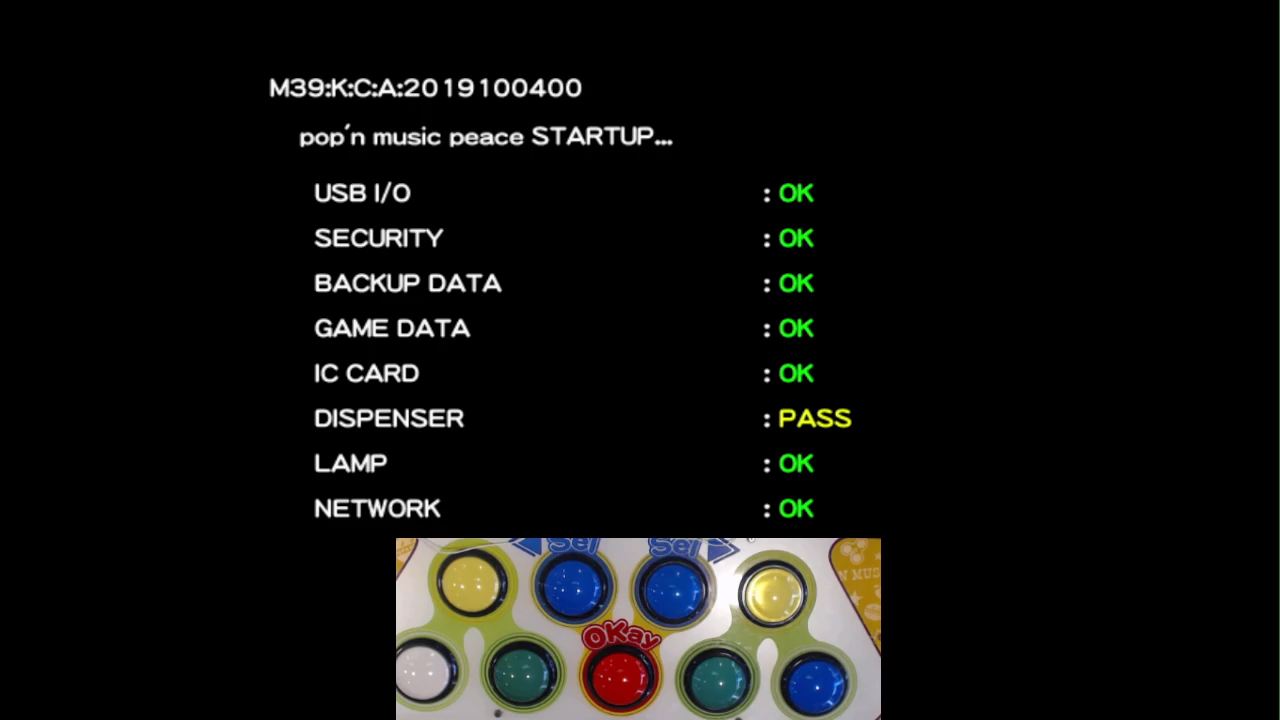 M39:K:C:A:2019100400
pop'n music peace STARTUP...
USB I/O : OK
SECURITY : OK
BACKUP DATA : OK
GAME DATA : OK
IC CARD : OK
DISPENSER : PASS
LAMP : OK
NETWORK : OK
Sel Sel
N MUS
OKay